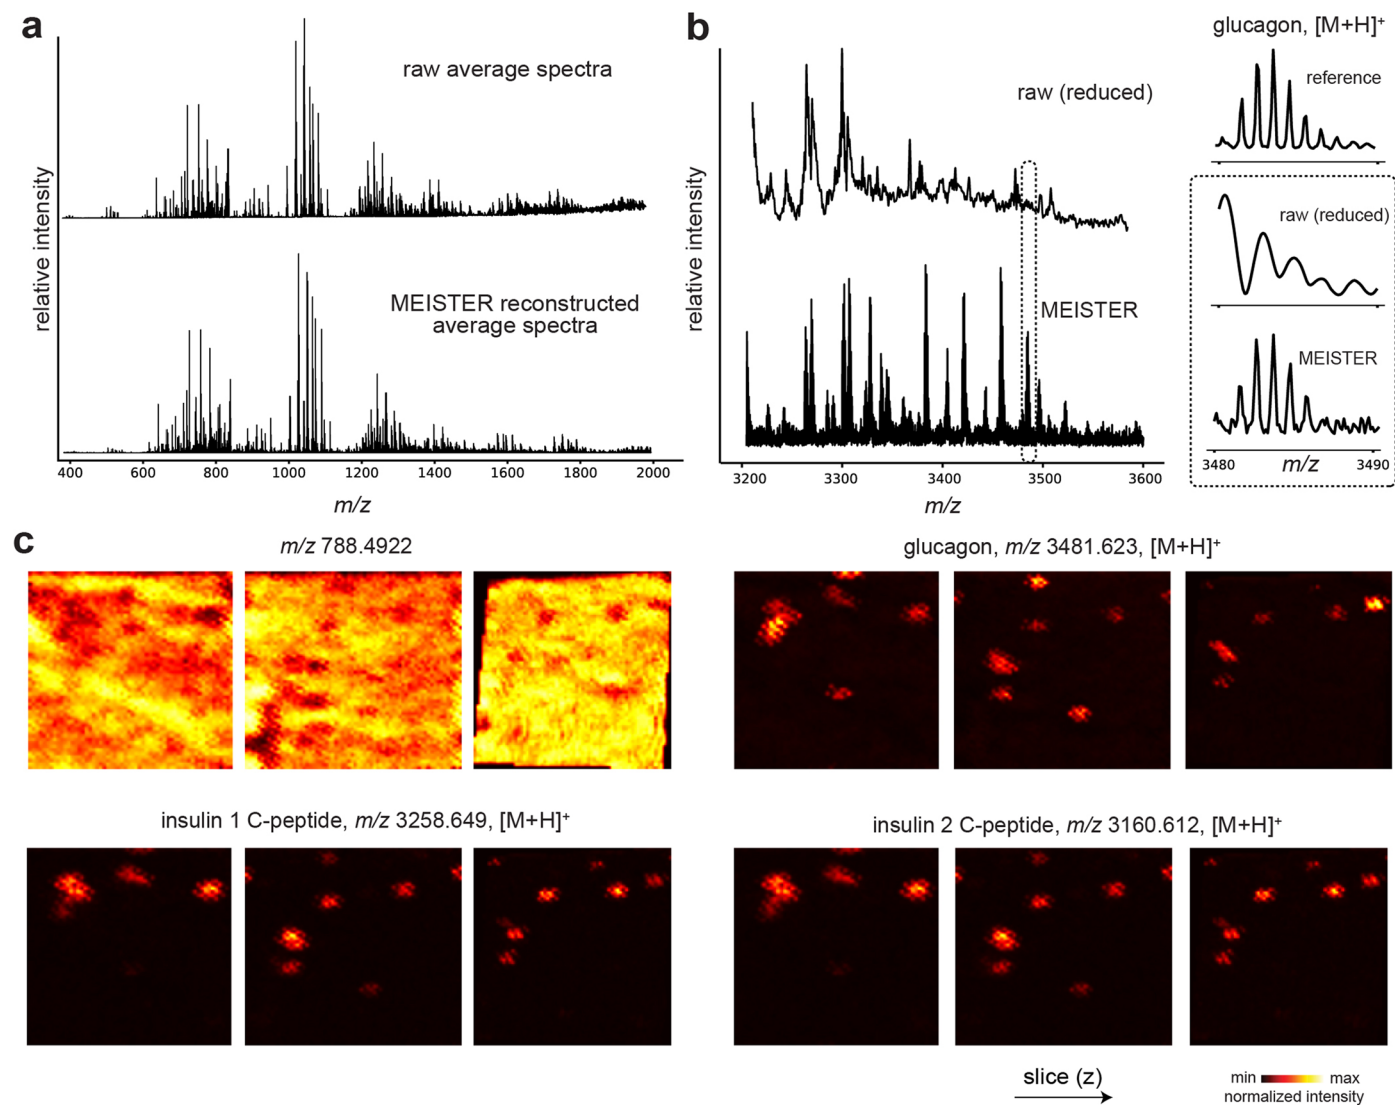 a
raw average spectra
MEISTER reconstructed
average spectra
relative intensity
400 600 800 1000 1200 1400 1600 1800 2000
m/z
b
raw (reduced)
MEISTER
relative intensity
3200 3300 3400 3500 3600
m/z
glucagon, [M+H]⁺
reference
raw (reduced)
MEISTER
3480 m/z 3490
c
m/z 788.4922
glucagon, m/z 3481.623, [M+H]⁺
insulin 1 C-peptide, m/z 3258.649, [M+H]⁺
insulin 2 C-peptide, m/z 3160.612, [M+H]⁺
slice (z)
min max
normalized intensity